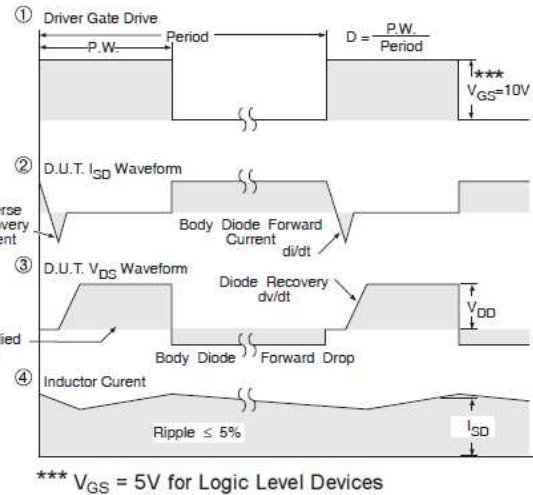 ① Driver Gate Drive
P.W.
Period
D = P.W.
Period
***
VGS=10V
② D.U.T. ISD Waveform
Body Diode Forward
Current
di/dt
③ D.U.T. VDS Waveform
Diode Recovery
dv/dt
VDD
Body Diode Forward Drop
④ Inductor Curent
Ripple ≤ 5%
ISD
*** VGS = 5V for Logic Level Devices